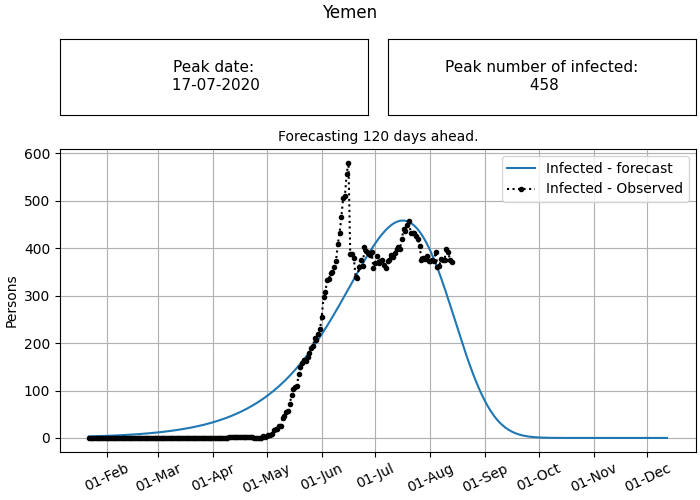 Yemen
Peak date:
17-07-2020
Peak number of infected:
458
Forecasting 120 days ahead.
Infected - forecast
Infected - Observed
Persons
600
500
400
300
200
100
0
01-Feb
01-Mar
01-Apr
01-May
01-Jun
01-Jul
01-Aug
01-Sep
01-Oct
01-Nov
01-Dec